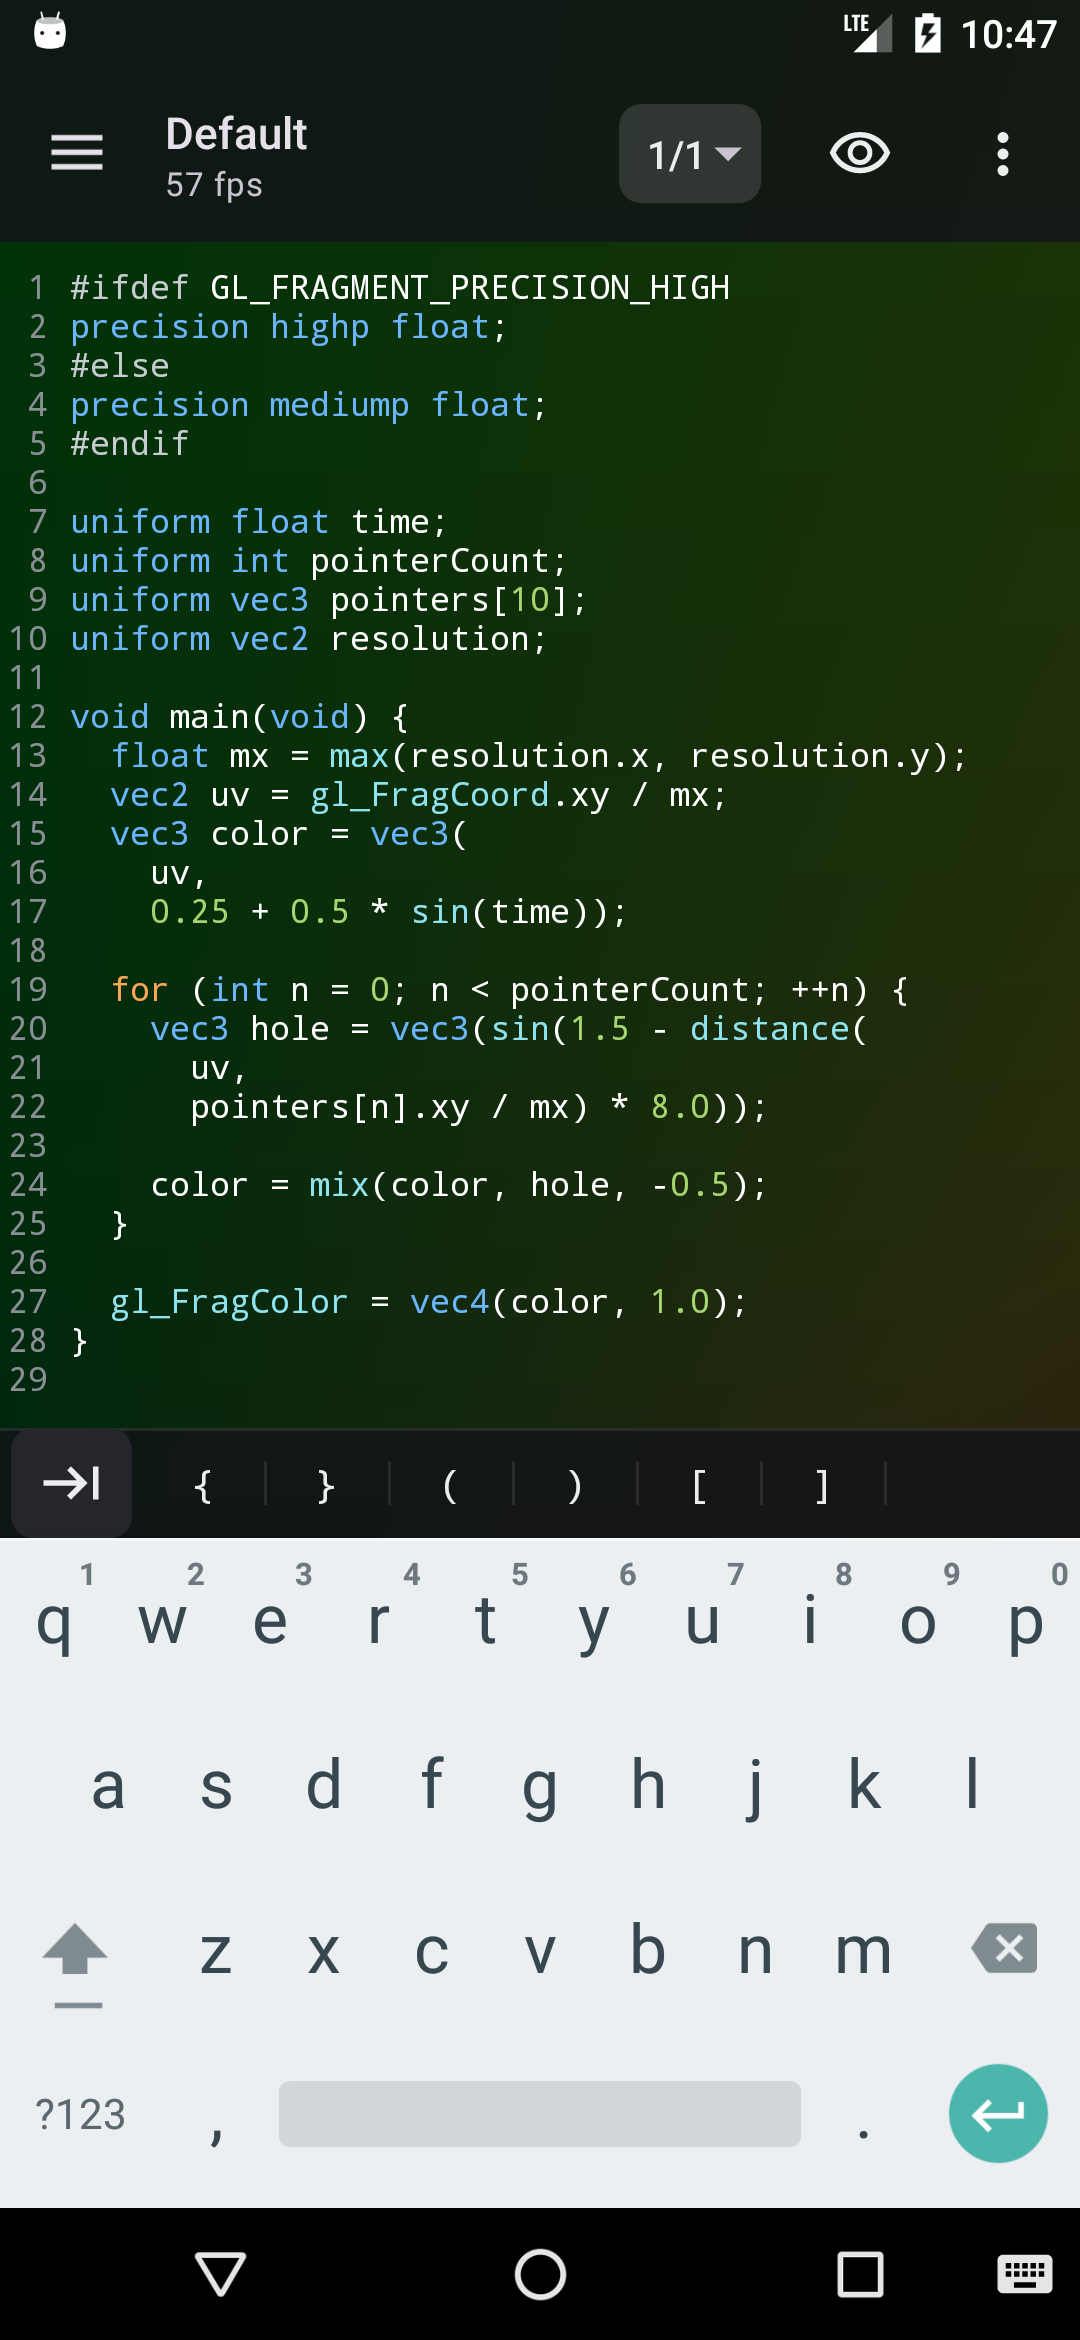 LTE 10:47
Default
57 fps
1/1
1 #ifdef GL_FRAGMENT_PRECISION_HIGH
2 precision highp float;
3 #else
4 precision mediump float;
5 #endif
6
7 uniform float time;
8 uniform int pointerCount;
9 uniform vec3 pointers[10];
10 uniform vec2 resolution;
11
12 void main(void) {
13   float mx = max(resolution.x, resolution.y);
14   vec2 uv = gl_FragCoord.xy / mx;
15   vec3 color = vec3(
16     uv,
17     0.25 + 0.5 * sin(time));
18
19   for (int n = 0; n < pointerCount; ++n) {
20     vec3 hole = vec3(sin(1.5 - distance(
21       uv,
22       pointers[n].xy / mx) * 8.0));
23
24     color = mix(color, hole, -0.5);
25   }
26
27   gl_FragColor = vec4(color, 1.0);
28 }
29
{ } ( ) [ ]
1 2 3 4 5 6 7 8 9 0
q w e r t y u i o p
a s d f g h j k l
z x c v b n m
?123 , .